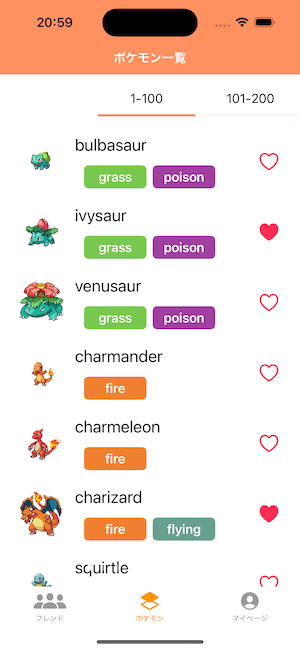 20:59
ポケモン一覧
1-100 101-200
bulbasaur
grass poison
ivysaur
grass poison
venusaur
grass poison
charmander
fire
charmeleon
fire
charizard
fire flying
squirtle
フレンド ポケモン マイページ